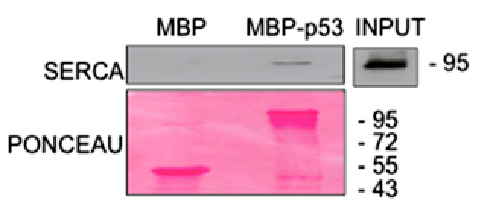 MBP MBP-p53 INPUT
SERCA - 95
PONCEAU
- 95
- 72
- 55
- 43